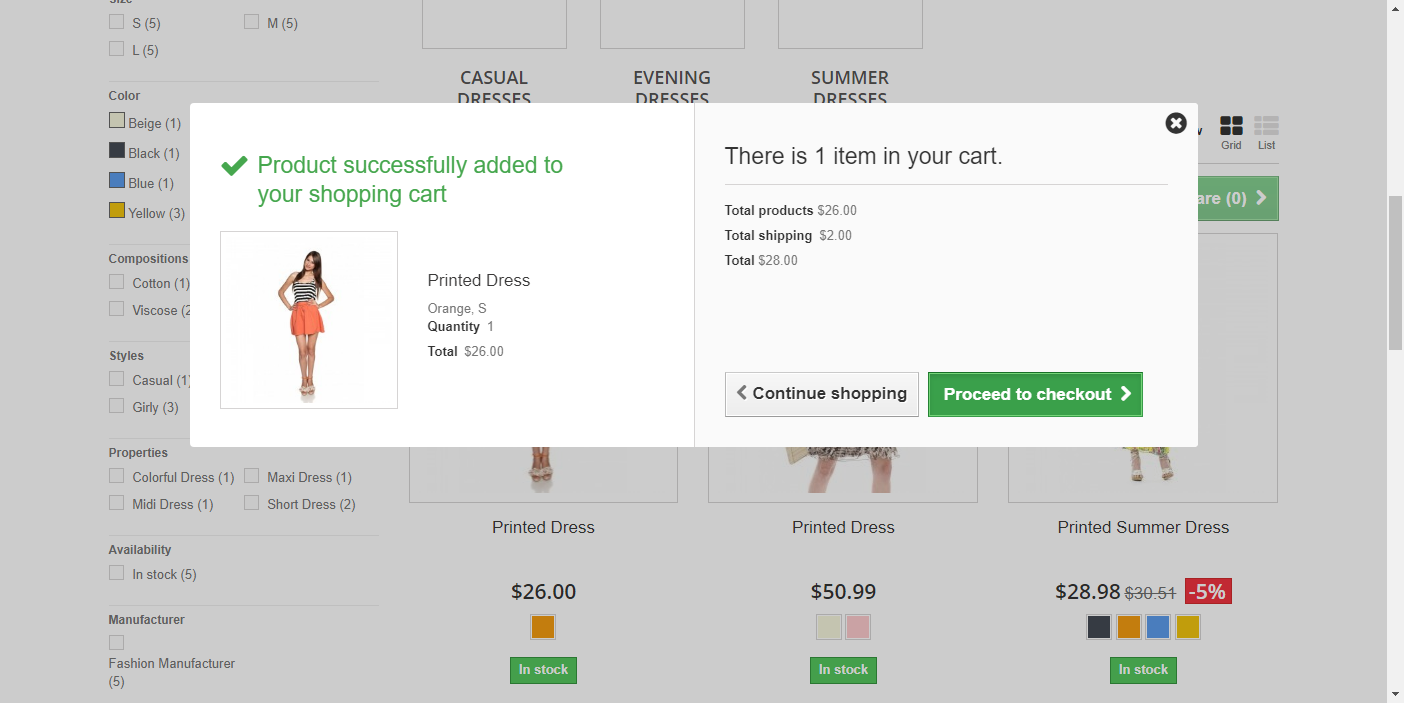 Size
S (5)
M (5)
L (5)
Color
Beige (1)
Black (1)
Blue (1)
Yellow (3)
Compositions
Cotton (1)
Viscose (2
Styles
Casual (1)
Girly (3)
Properties
Colorful Dress (1)
Maxi Dress (1)
Midi Dress (1)
Short Dress (2)
Availability
In stock (5)
Manufacturer
Fashion Manufacturer
(5)
CASUAL
DRESSES
EVENING
DRESSES
SUMMER
DRESSES
Grid
List
are (0)
Product successfully added to
your shopping cart
Printed Dress
Orange, S
Quantity 1
Total $26.00
There is 1 item in your cart.
Total products $26.00
Total shipping $2.00
Total $28.00
Continue shopping
Proceed to checkout
Printed Dress
$26.00
In stock
Printed Dress
$50.99
In stock
Printed Summer Dress
$28.98 $30.51 -5%
In stock